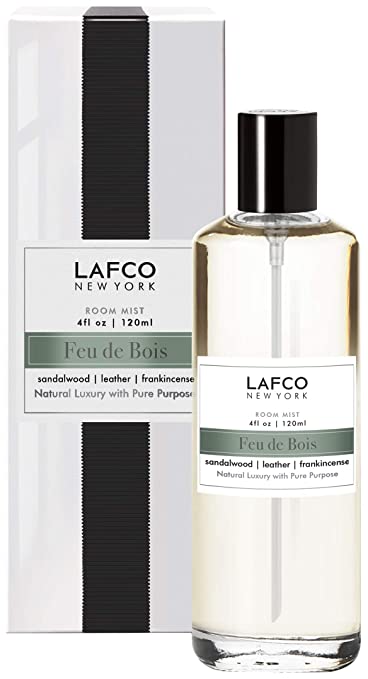 LAFCO
NEW YORK
ROOM MIST
4fl oz | 120ml
Feu de Bois
sandalwood | leather | frankincense
Natural Luxury with Pure Purpose
LAFCO
NEW YORK
ROOM MIST
4fl oz | 120ml
Feu de Bois
sandalwood | leather | frankincense
Natural Luxury with Pure Purpose